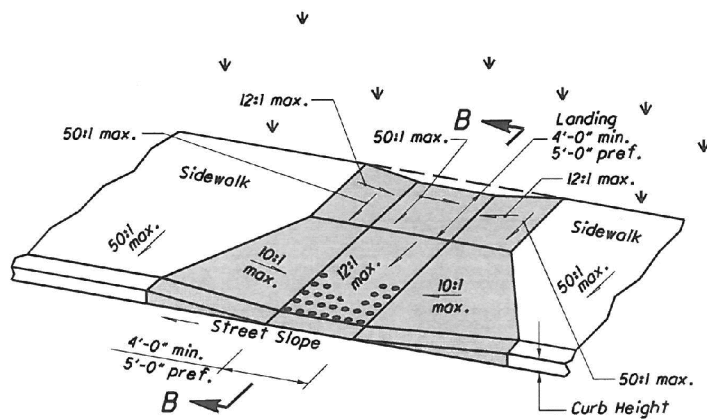 12:1 max.
50:1 max.
50:1 max.
B
Landing
4'-0" min.
5'-0" pref.
12:1 max.
Sidewalk
Sidewalk
50:1
max.
10:1
max.
12:1
max.
10:1
max.
50:1
max.
Street Slope
4'-0" min.
5'-0" pref.
B
50:1 max.
Curb Height